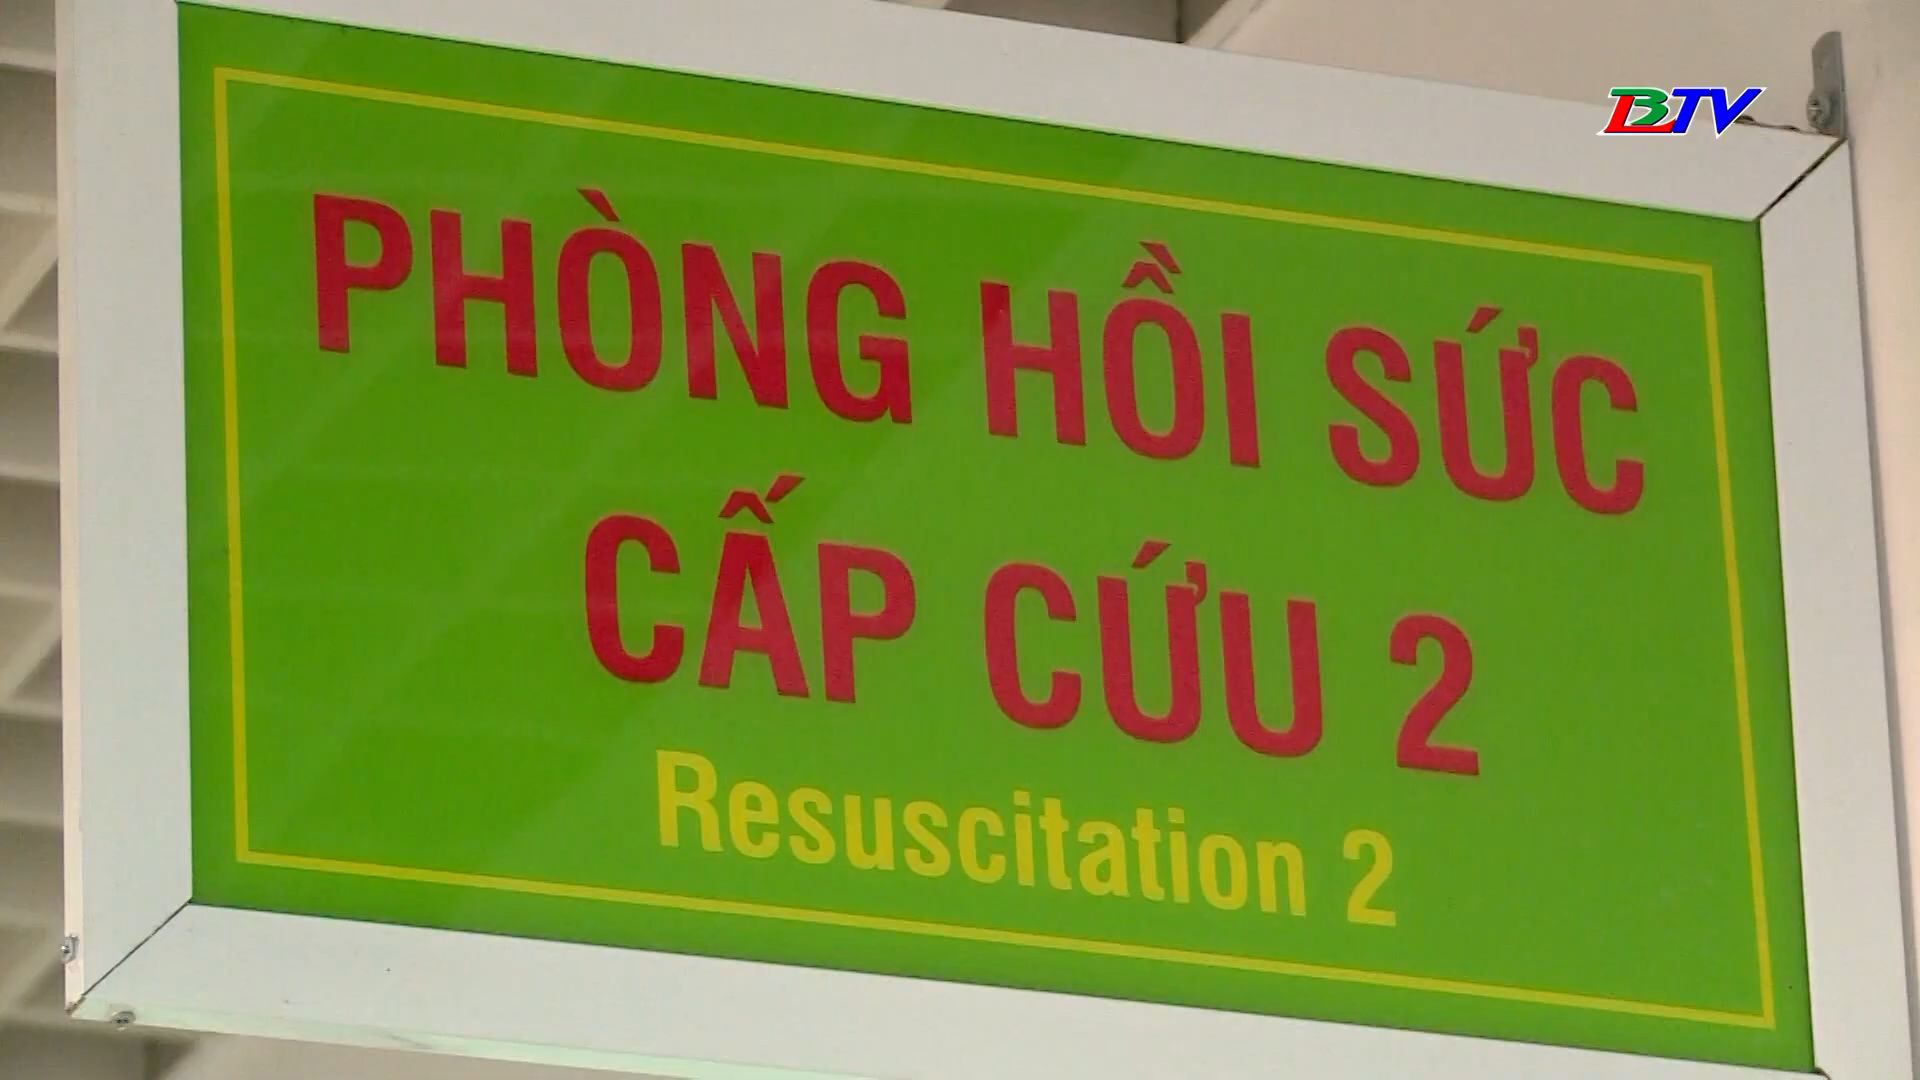 BTV
PHÒNG HỒI SỨC
CẤP CỨU 2
Resuscitation 2